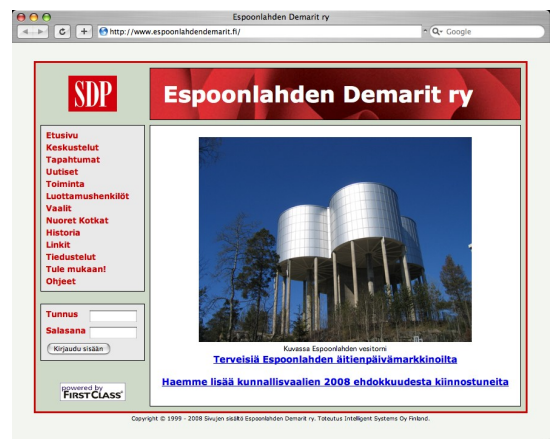 Espoonlahden Demarit ry
http://www.espoonlahdendemarit.fi/
Google
SDP
Espoonlahden Demarit ry
Etusivu
Keskustelut
Tapahtumat
Uutiset
Toiminta
Luottamushenkilöt
Vaalit
Nuoret Kotkat
Historia
Linkit
Tiedustelut
Tule mukaan!
Ohjeet
Tunnus
Salasana
Kirjaudu sisään
powered by
FIRSTCLASS®
Kuvassa Espoonlahden vesitorni
Terveisiä Espoonlahden äitienpäivämarkkinoilta
Haemme lisää kunnallisvaalien 2008 ehdokkuudesta kiinnostuneita
Copyright © 1999 - 2008 Sivujen sisältö Espoonlahden Demarit ry. Toteutus Intelligent Systems Oy Finland.